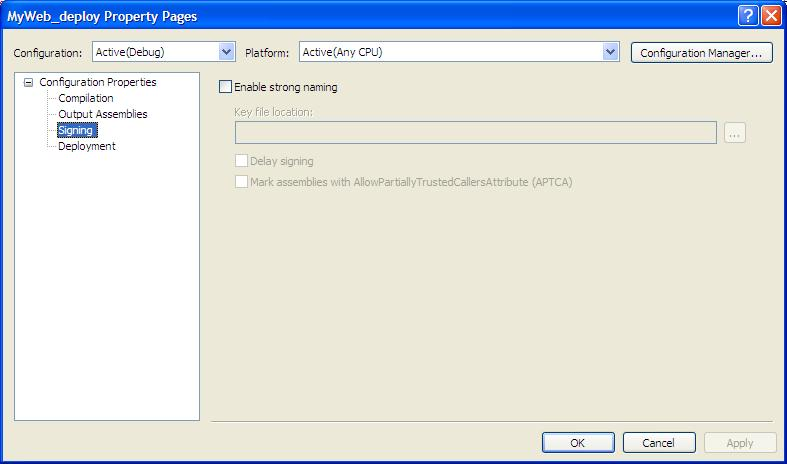 MyWeb_deploy Property Pages
Configuration: Active(Debug) Platform: Active(Any CPU) Configuration Manager...
Configuration Properties
Compilation
Output Assemblies
Signing
Deployment
Enable strong naming
Key file location:
...
Delay signing
Mark assemblies with AllowPartiallyTrustedCallersAttribute (APTCA)
OK Cancel Apply